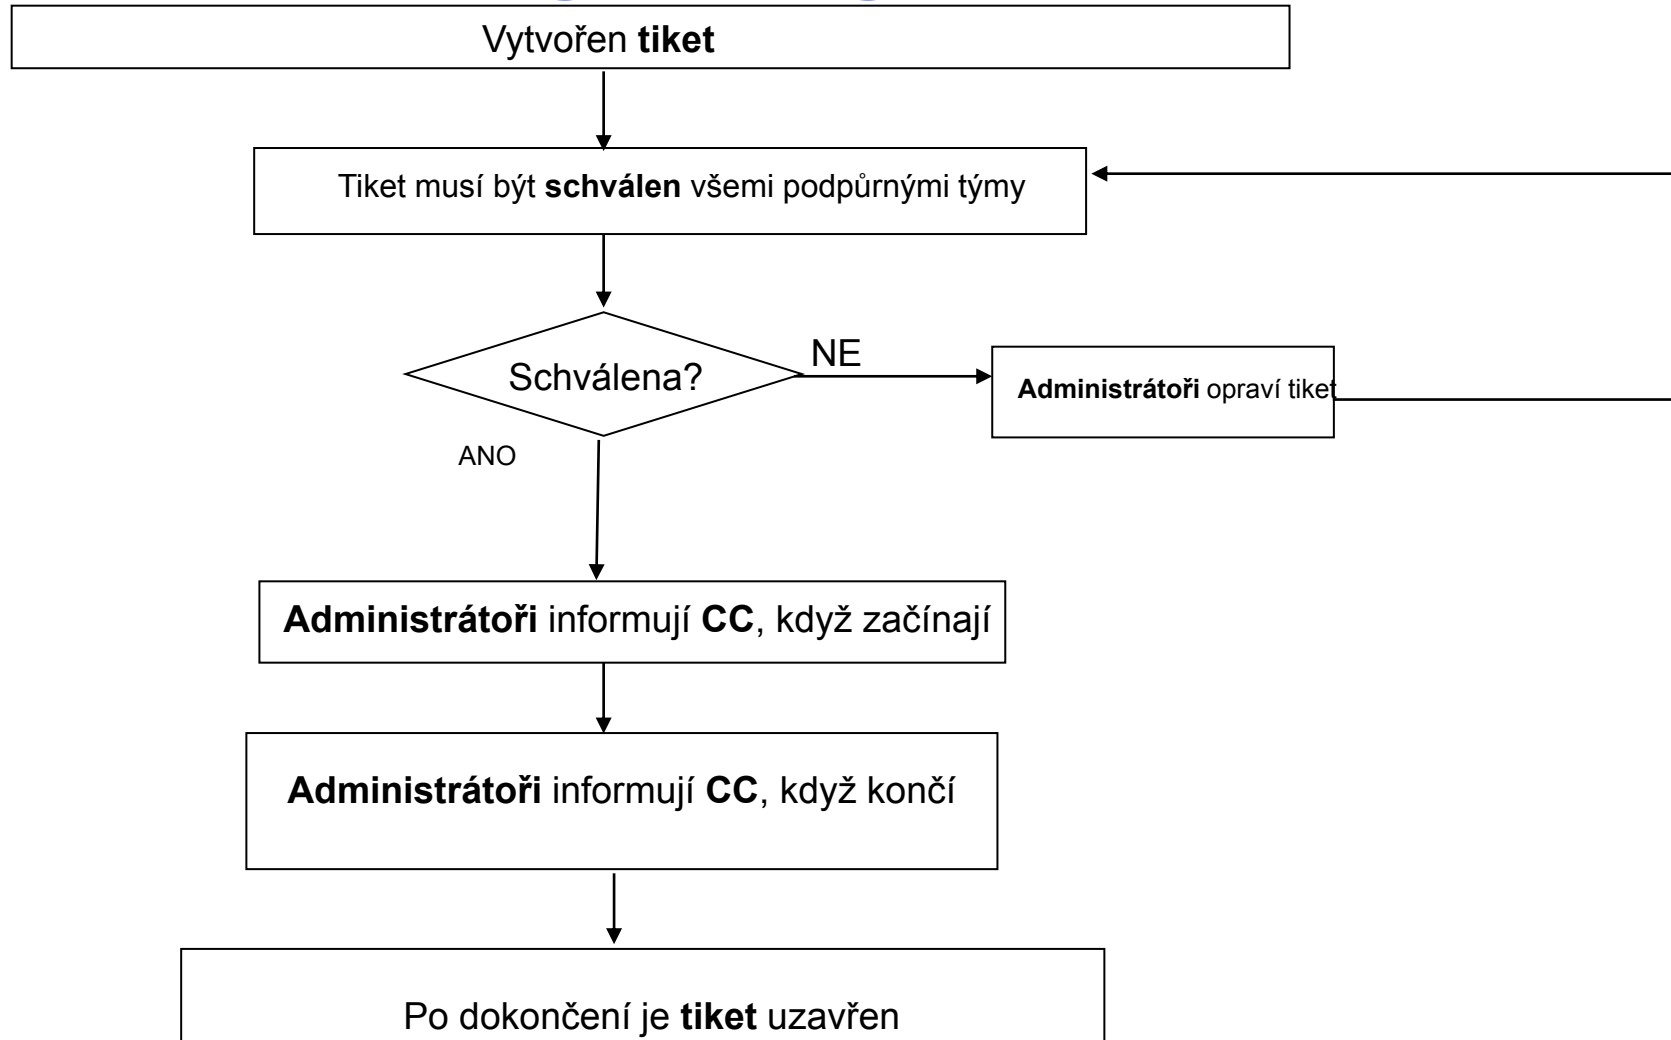 Vytvořen tiket
Tiket musí být schválen všemi podpůrnými týmy
Schválena?
NE
Administrátoři opraví tiket
ANO
Administrátoři informují CC, když začínají
Administrátoři informují CC, když končí
Po dokončení je tiket uzavřen